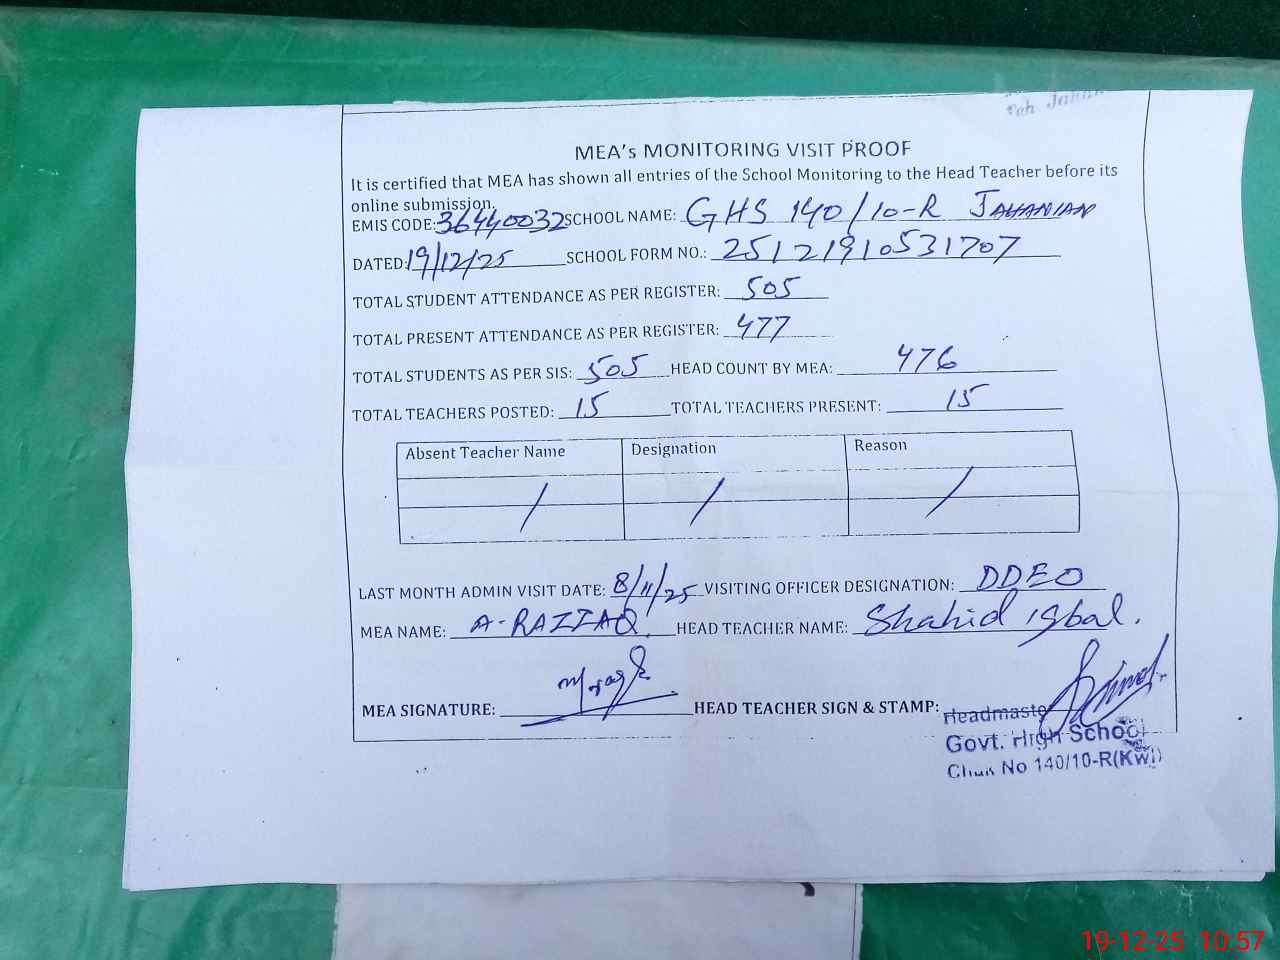 Teh Jahan
MEA's MONITORING VISIT PROOF
It is certified that MEA has shown all entries of the School Monitoring to the Head Teacher before its
online submission.
EMIS CODE: 36440032 SCHOOL NAME: GHS 140/10-R JAHANIAN
DATED: 19/12/25 SCHOOL FORM NO.: 25121910531707
TOTAL STUDENT ATTENDANCE AS PER REGISTER: 505
TOTAL PRESENT ATTENDANCE AS PER REGISTER: 477
TOTAL STUDENTS AS PER SIS: 505 HEAD COUNT BY MEA: 476
TOTAL TEACHERS POSTED: 15 TOTAL TEACHERS PRESENT: 15
Absent Teacher Name Designation Reason
/ / /
LAST MONTH ADMIN VISIT DATE: 8/11/25 VISITING OFFICER DESIGNATION: DDEO
MEA NAME: A-RAZZAQ HEAD TEACHER NAME: Shahid iqbal.
MEA SIGNATURE: HEAD TEACHER SIGN & STAMP:
Headmaste
Govt. High School
Chak No 140/10-R(Kwl)
19-12-25 10:57